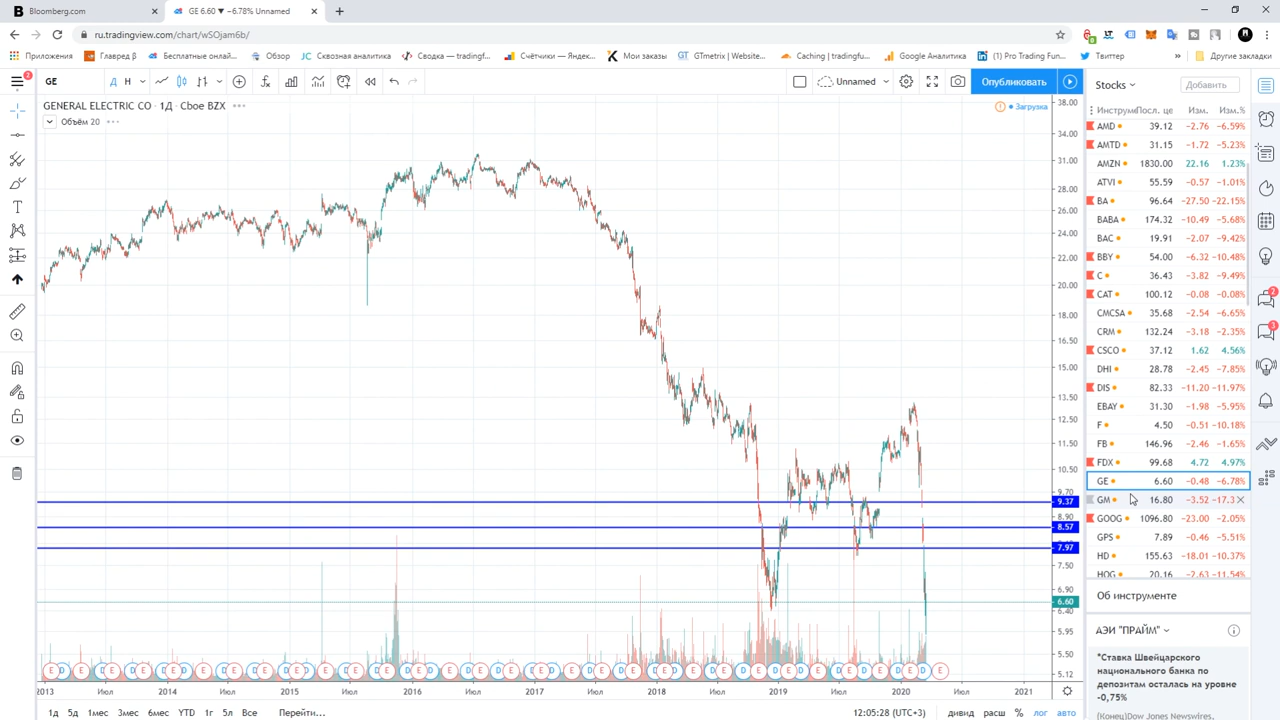 Bloomberg.com
GE 6.60 ▼ −6.78% Unnamed
ru.tradingview.com/chart/wSOjam6b/
Приложения
Главред β
Бесплатные онлай...
Обзор
Сквозная аналитика
Сводка — tradingf...
Счётчики — Яндекс...
Мои заказы
GTmetrix | Website...
Caching | tradingfu...
Google Аналитика
(1) Pro Trading Fun...
Твиттер
Другие закладки
GE
Д
Н
Unnamed
Опубликовать
Stocks
Добавить
GENERAL ELECTRIC CO · 1Д · Cboe BZX
Загрузка
Объём 20
Инструм Посл. це Изм. Изм.%
AMD 39.12 −2.76 −6.59%
AMTD 31.15 −1.72 −5.23%
AMZN 1830.00 22.16 1.23%
ATVI 55.59 −0.57 −1.01%
BA 96.64 −27.50 −22.15%
BABA 174.32 −10.49 −5.68%
BAC 19.91 −2.07 −9.42%
BBY 54.00 −6.32 −10.48%
C 36.43 −3.82 −9.49%
CAT 100.12 −0.08 −0.08%
CMCSA 35.68 −2.54 −6.65%
CRM 132.24 −3.18 −2.35%
CSCO 37.12 1.62 4.56%
DHI 28.78 −2.45 −7.85%
DIS 82.33 −11.20 −11.97%
EBAY 31.30 −1.98 −5.95%
F 4.50 −0.51 −10.18%
FB 146.96 −2.46 −1.65%
FDX 99.68 4.72 4.97%
GE 6.60 −0.48 −6.78%
GM 16.80 −3.52 −17.3
GOOG 1096.80 −23.00 −2.05%
GPS 7.89 −0.46 −5.51%
HD 155.63 −18.01 −10.37%
HOG 20.16 −2.63 −11.54%
38.00
34.00
31.00
28.00
26.00
24.00
22.00
20.00
18.00
16.50
15.00
13.50
12.50
11.50
10.50
9.70
9.37
8.90
8.57
7.97
7.50
6.90
6.60
6.40
5.95
5.50
5.12
2013 Июл 2014 Июл 2015 Июл 2016 Июл 2017 Июл 2018 Июл 2019 Июл 2020 Июл 2021
Об инструменте
АЭИ "ПРАЙМ"
*Ставка Швейцарского
национального банка по
депозитам осталась на уровне
-0,75%
(Конец)Dow Jones Newswires,
1д 5д 1мес 3мес 6мес YTD 1г 5л Все Перейти...
12:05:28 (UTC+3) дивид расш % лог авто